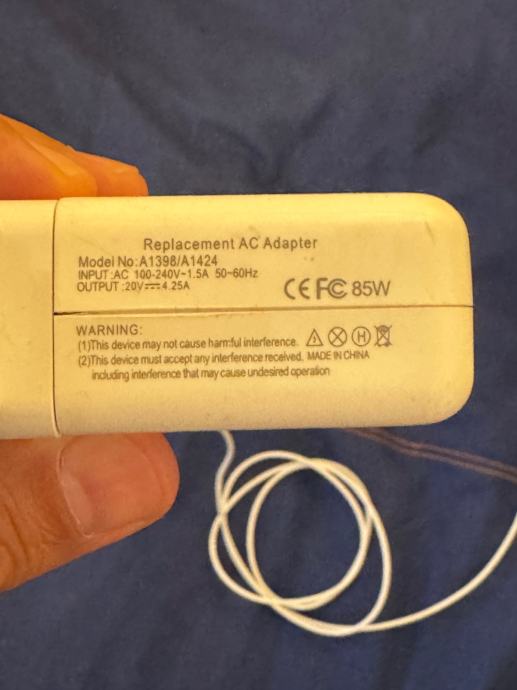 Replacement AC Adapter
Model No:A1398/A1424
INPUT:AC 100-240V~1.5A 50-60Hz
OUTPUT:20V⎓4.25A
CE FC 85W
WARNING:
(1)This device may not cause harmful interference.
(2)This device must accept any interference received, MADE IN CHINA
including interference that may cause undesired operation